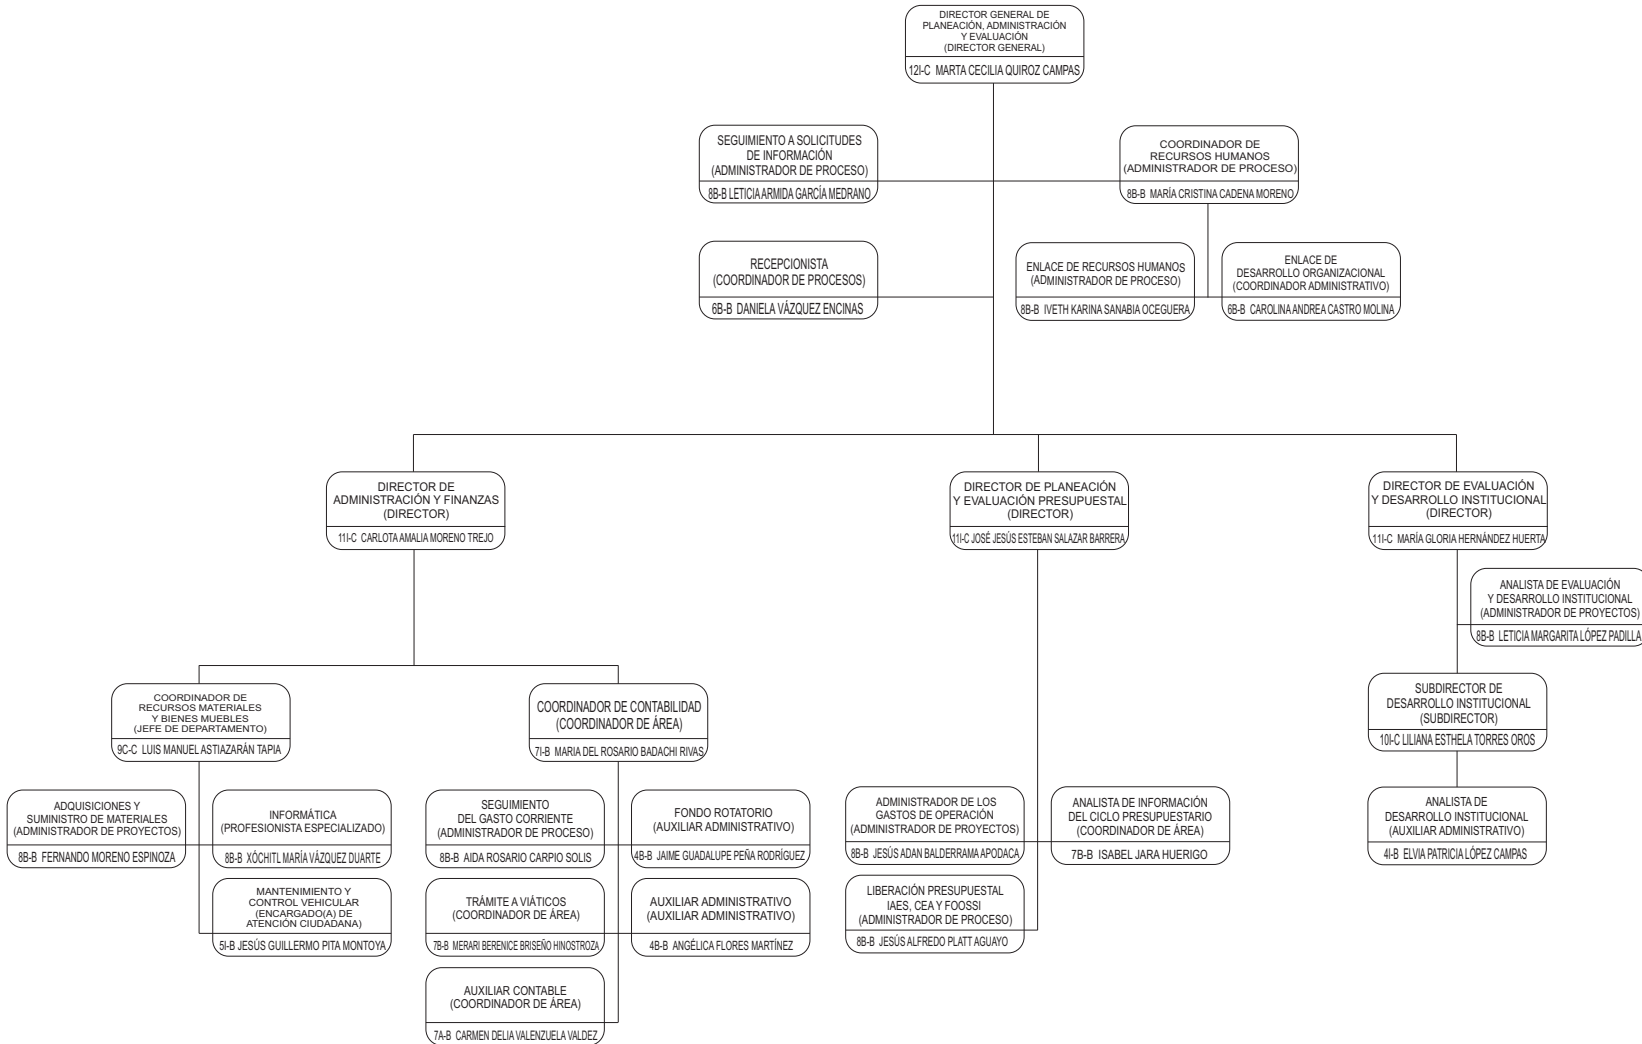 DIRECTOR GENERAL DE
PLANEACIÓN, ADMINISTRACIÓN
Y EVALUACIÓN
(DIRECTOR GENERAL)
12I-C MARTA CECILIA QUIROZ CAMPAS
SEGUIMIENTO A SOLICITUDES
DE INFORMACIÓN
(ADMINISTRADOR DE PROCESO)
8B-B LETICIA ARMIDA GARCÍA MEDRANO
COORDINADOR DE
RECURSOS HUMANOS
(ADMINISTRADOR DE PROCESO)
8B-B MARÍA CRISTINA CADENA MORENO
RECEPCIONISTA
(COORDINADOR DE PROCESOS)
6B-B DANIELA VÁZQUEZ ENCINAS
ENLACE DE RECURSOS HUMANOS
(ADMINISTRADOR DE PROCESO)
8B-B IVETH KARINA SANABIA OCEGUERA
ENLACE DE
DESARROLLO ORGANIZACIONAL
(COORDINADOR ADMINISTRATIVO)
6B-B CAROLINA ANDREA CASTRO MOLINA
DIRECTOR DE
ADMINISTRACIÓN Y FINANZAS
(DIRECTOR)
11I-C CARLOTA AMALIA MORENO TREJO
DIRECTOR DE PLANEACIÓN
Y EVALUACIÓN PRESUPUESTAL
(DIRECTOR)
11I-C JOSÉ JESÚS ESTEBAN SALAZAR BARRERA
DIRECTOR DE EVALUACIÓN
Y DESARROLLO INSTITUCIONAL
(DIRECTOR)
11I-C MARÍA GLORIA HERNÁNDEZ HUERTA
ANALISTA DE EVALUACIÓN
Y DESARROLLO INSTITUCIONAL
(ADMINISTRADOR DE PROYECTOS)
8B-B LETICIA MARGARITA LÓPEZ PADILLA
COORDINADOR DE
RECURSOS MATERIALES
Y BIENES MUEBLES
(JEFE DE DEPARTAMENTO)
9C-C LUIS MANUEL ASTIAZARÁN TAPIA
COORDINADOR DE CONTABILIDAD
(COORDINADOR DE ÁREA)
7I-B MARIA DEL ROSARIO BADACHI RIVAS
SUBDIRECTOR DE
DESARROLLO INSTITUCIONAL
(SUBDIRECTOR)
10I-C LILIANA ESTHELA TORRES OROS
ADQUISICIONES Y
SUMINISTRO DE MATERIALES
(ADMINISTRADOR DE PROYECTOS)
8B-B FERNANDO MORENO ESPINOZA
INFORMÁTICA
(PROFESIONISTA ESPECIALIZADO)
8B-B XÓCHITL MARÍA VÁZQUEZ DUARTE
SEGUIMIENTO
DEL GASTO CORRIENTE
(ADMINISTRADOR DE PROCESO)
8B-B AIDA ROSARIO CARPIO SOLIS
FONDO ROTATORIO
(AUXILIAR ADMINISTRATIVO)
4B-B JAIME GUADALUPE PEÑA RODRÍGUEZ
ADMINISTRADOR DE LOS
GASTOS DE OPERACIÓN
(ADMINISTRADOR DE PROYECTOS)
8B-B JESÚS ADAN BALDERRAMA APODACA
ANALISTA DE INFORMACIÓN
DEL CICLO PRESUPUESTARIO
(COORDINADOR DE ÁREA)
7B-B ISABEL JARA HUERIGO
ANALISTA DE
DESARROLLO INSTITUCIONAL
(AUXILIAR ADMINISTRATIVO)
4I-B ELVIA PATRICIA LÓPEZ CAMPAS
MANTENIMIENTO Y
CONTROL VEHICULAR
(ENCARGADO(A) DE
ATENCIÓN CIUDADANA)
5I-B JESÚS GUILLERMO PITA MONTOYA
TRÁMITE A VIÁTICOS
(COORDINADOR DE ÁREA)
7B-B MERARI BERENICE BRISEÑO HINOSTROZA
AUXILIAR ADMINISTRATIVO
(AUXILIAR ADMINISTRATIVO)
4B-B ANGÉLICA FLORES MARTÍNEZ
LIBERACIÓN PRESUPUESTAL
IAES, CEA Y FOOSSI
(ADMINISTRADOR DE PROCESO)
8B-B JESÚS ALFREDO PLATT AGUAYO
AUXILIAR CONTABLE
(COORDINADOR DE ÁREA)
7A-B CARMEN DELIA VALENZUELA VALDEZ